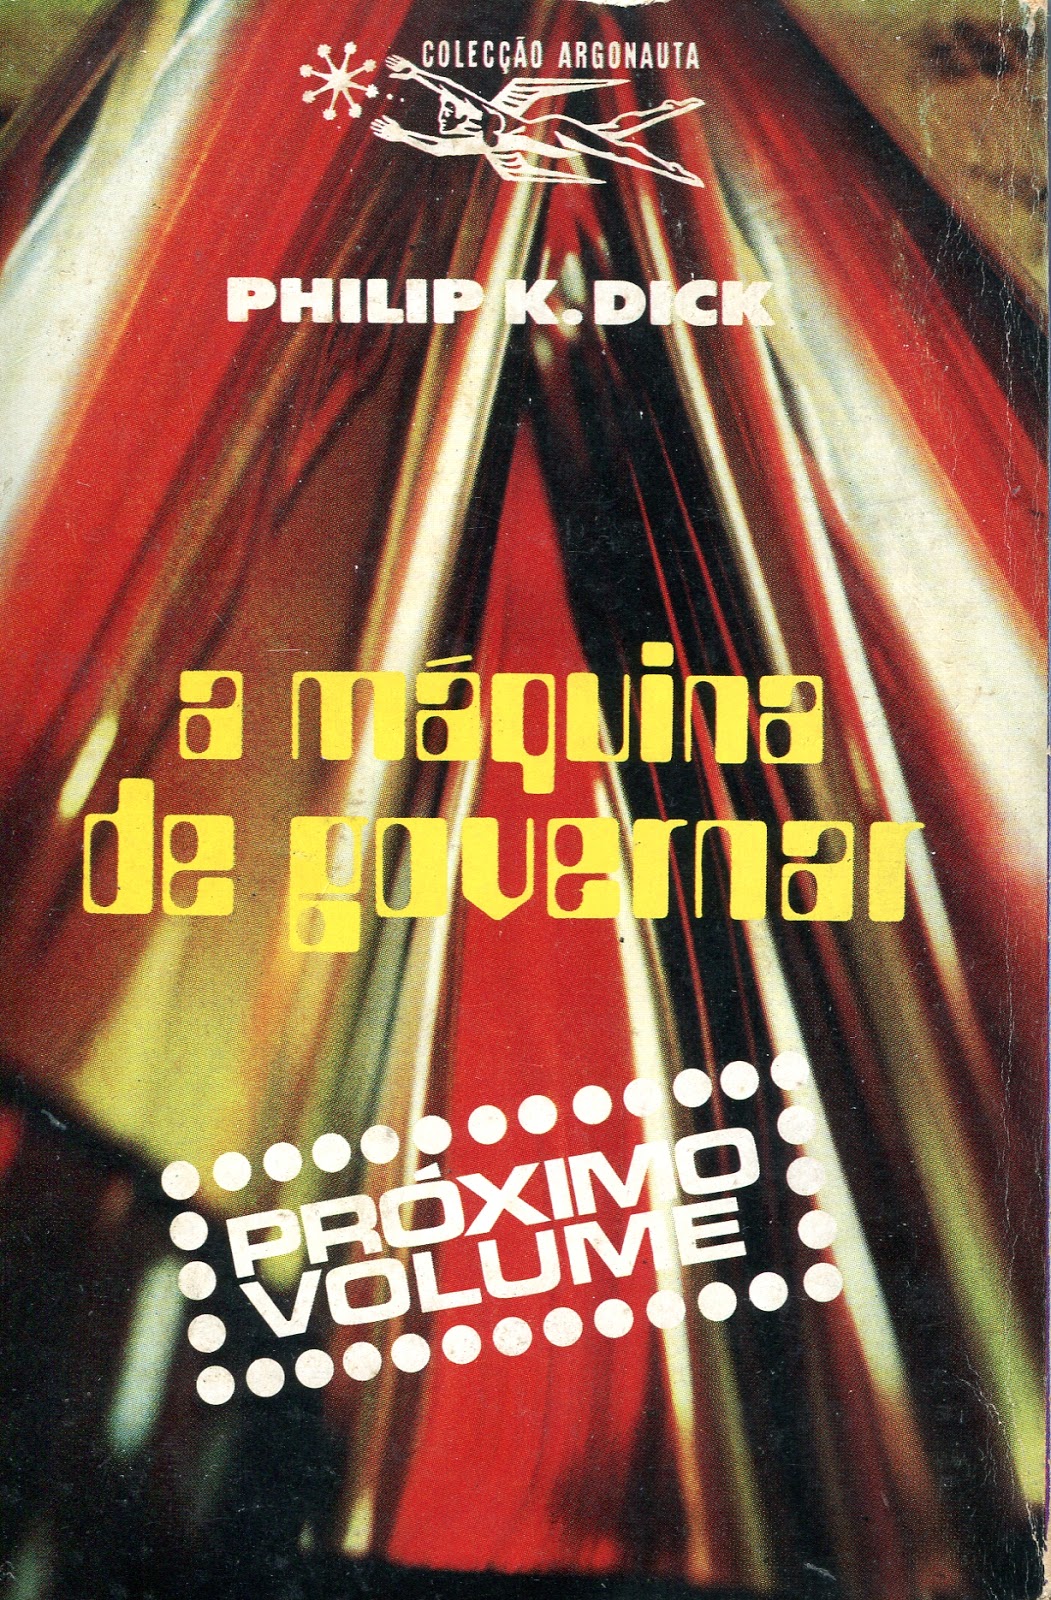 COLECÇÃO ARGONAUTA
PHILIP K. DICK
a máquina
de governar
PRÓXIMO
VOLUME